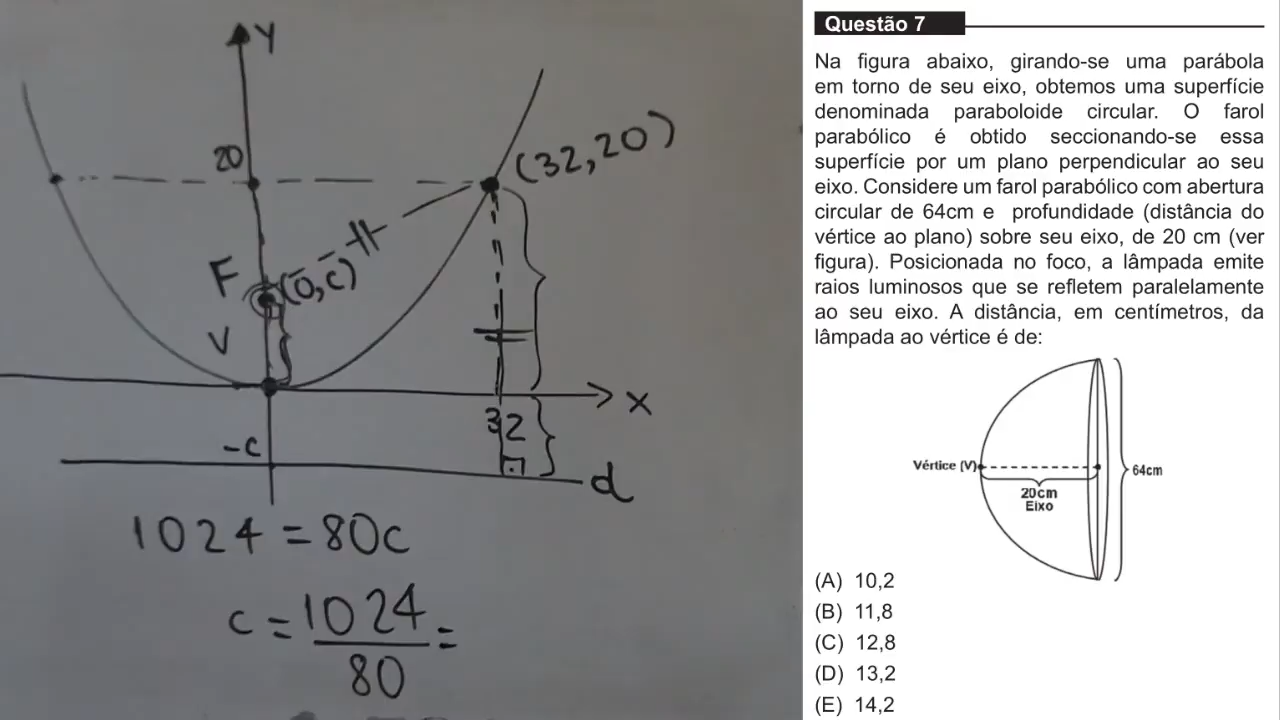 Y
20
(32,20)
F
(0,c)
V
x
32
-c
d
1024 = 80c
c = 1024 =
80
Questão 7
Na figura abaixo, girando-se uma parábola
em torno de seu eixo, obtemos uma superfície
denominada paraboloide circular. O farol
parabólico é obtido seccionando-se essa
superfície por um plano perpendicular ao seu
eixo. Considere um farol parabólico com abertura
circular de 64cm e profundidade (distância do
vértice ao plano) sobre seu eixo, de 20 cm (ver
figura). Posicionada no foco, a lâmpada emite
raios luminosos que se refletem paralelamente
ao seu eixo. A distância, em centímetros, da
lâmpada ao vértice é de:
Vértice (V)
64cm
20cm
Eixo
(A) 10,2
(B) 11,8
(C) 12,8
(D) 13,2
(E) 14,2